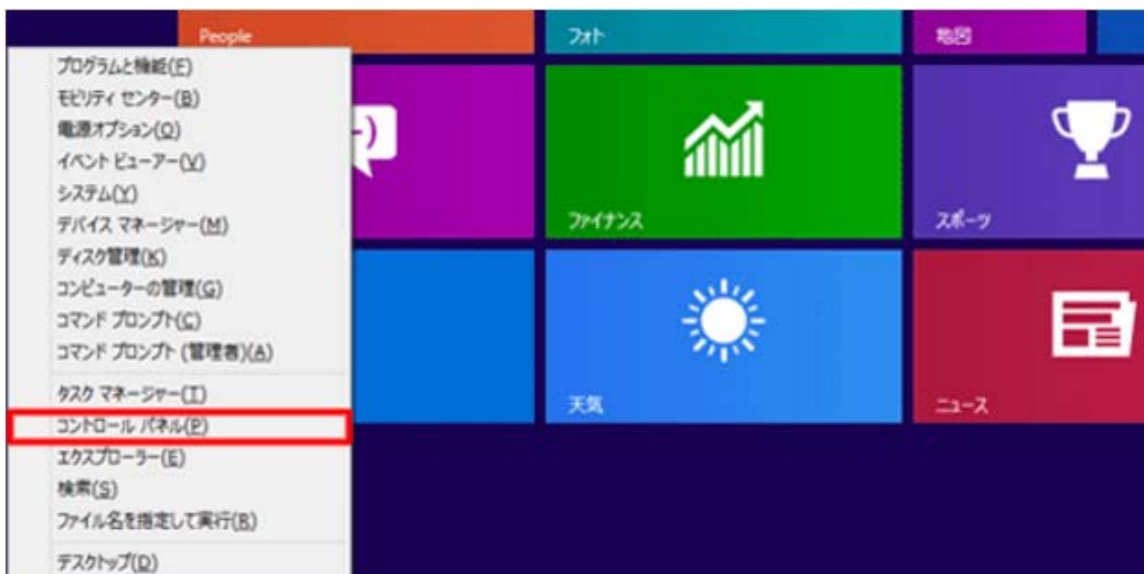 People
フォト
地図
プログラムと機能(F)
モビリティ センター(B)
電源オプション(O)
イベント ビューアー(V)
システム(Y)
デバイス マネージャー(M)
ディスク管理(K)
コンピューターの管理(G)
コマンド プロンプト(C)
コマンド プロンプト (管理者)(A)
タスク マネージャー(T)
コントロール パネル(P)
エクスプローラー(E)
検索(S)
ファイル名を指定して実行(R)
デスクトップ(D)
ファイナンス
スポーツ
天気
ニュース